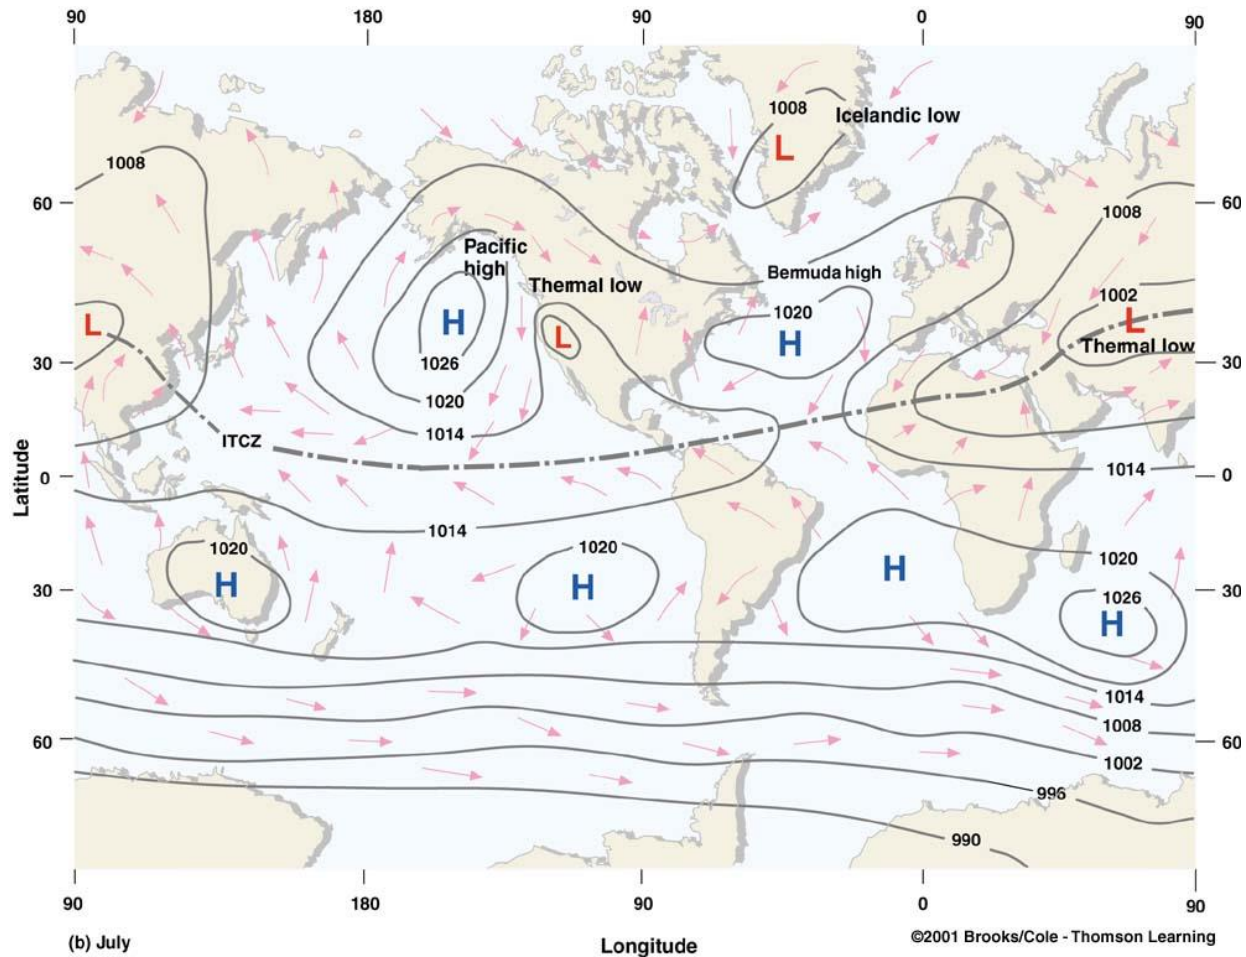 90 180 90 0 90
1008
Icelandic low
L
1008
60
60
1008
Pacific
high
Bermuda high
Thermal low
1002
1020
L
H
L
H
L
Thermal low
30
1026
30
1020
1014
ITCZ
Latitude
0
1014
0
1014
1020
1020
1020
H
H
H
30
1026
30
H
1014
1008
60
60
1002
996
990
90 180 90 0 90
(b) July
Longitude
©2001 Brooks/Cole - Thomson Learning